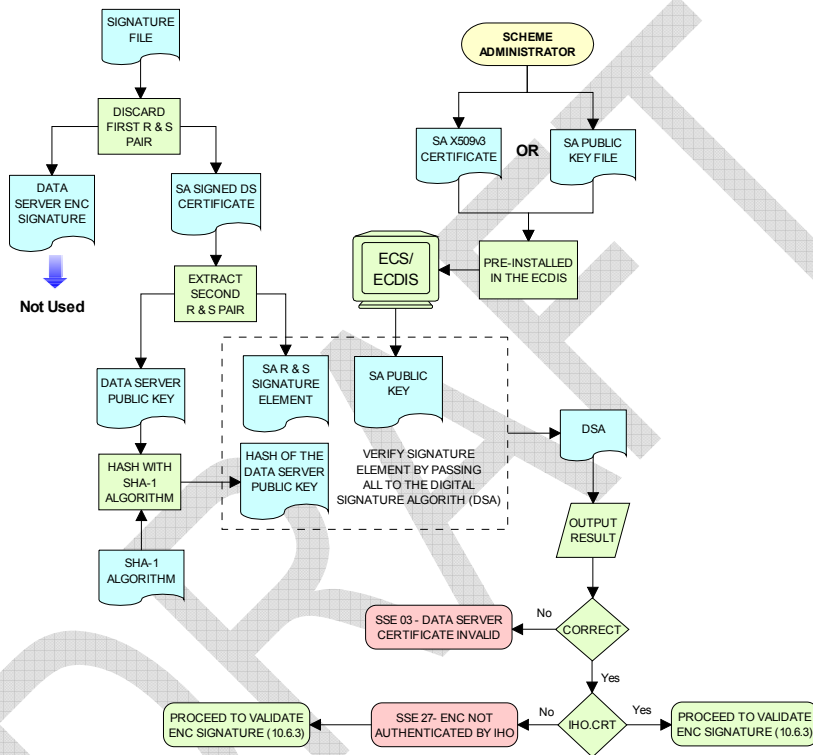 SIGNATURE
FILE
SCHEME
ADMINISTRATOR
DISCARD
FIRST R & S
PAIR
SA X509v3
CERTIFICATE
OR
SA PUBLIC
KEY FILE
DATA
SERVER ENC
SIGNATURE
SA SIGNED DS
CERTIFICATE
Not Used
ECS/
ECDIS
PRE-INSTALLED
IN THE ECDIS
EXTRACT
SECOND
R & S PAIR
DATA SERVER
PUBLIC KEY
SA R & S
SIGNATURE
ELEMENT
SA PUBLIC
KEY
DSA
HASH WITH
SHA-1
ALGORITHM
HASH OF THE
DATA SERVER
PUBLIC KEY
VERIFY SIGNATURE
ELEMENT BY PASSING
ALL TO THE DIGITAL
SIGNATURE ALGORITH (DSA)
OUTPUT
RESULT
SHA-1
ALGORITHM
SSE 03 - DATA SERVER
CERTIFICATE INVALID
No
CORRECT
Yes
PROCEED TO VALIDATE
ENC SIGNATURE (10.6.3)
SSE 27- ENC NOT
AUTHENTICATED BY IHO
No
IHO.CRT
Yes
PROCEED TO VALIDATE
ENC SIGNATURE (10.6.3)
DRAFT